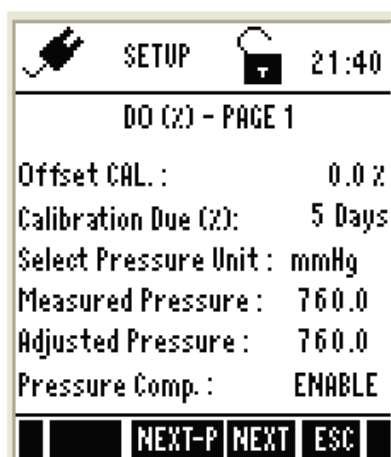 SETUP 21:40
DO (%) - PAGE 1
Offset CAL. : 0.0 %
Calibration Due (%): 5 Days
Select Pressure Unit : mmHg
Measured Pressure : 760.0
Adjusted Pressure : 760.0
Pressure Comp. : ENABLE
NEXT-P NEXT ESC